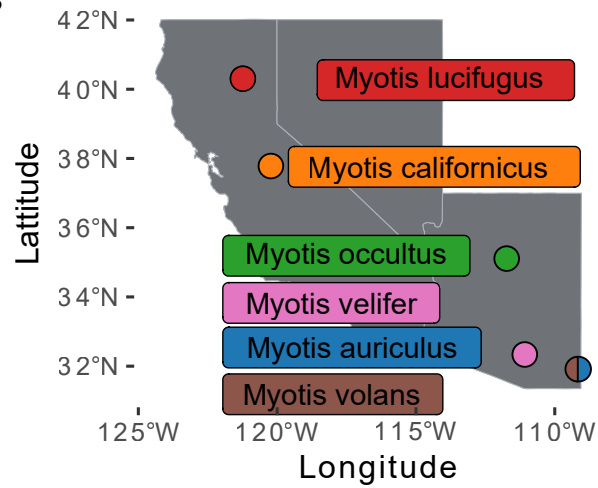 42°N
Myotis lucifugus
40°N
38°N
Myotis californicus
36°N
Myotis occultus
34°N
Myotis velifer
Myotis auriculus
32°N
Myotis volans
125°W 120°W 115°W 110°W
Longitude
Lattitude